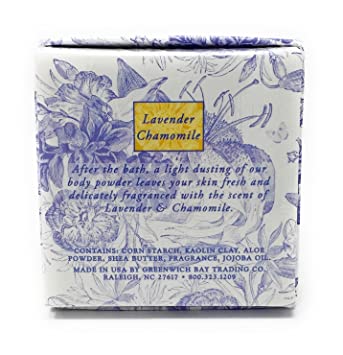 Lavender
Chamomile
After the bath, a light dusting of our
body powder leaves your skin fresh and
delicately fragranced with the scent of
Lavender & Chamomile.
CONTAINS: CORN STARCH, KAOLIN CLAY, ALOE
POWDER, SHEA BUTTER, FRAGRANCE, JOJOBA OIL.
MADE IN USA BY GREENWICH BAY TRADING CO.
RALEIGH, NC 27617 • 800.323.1209